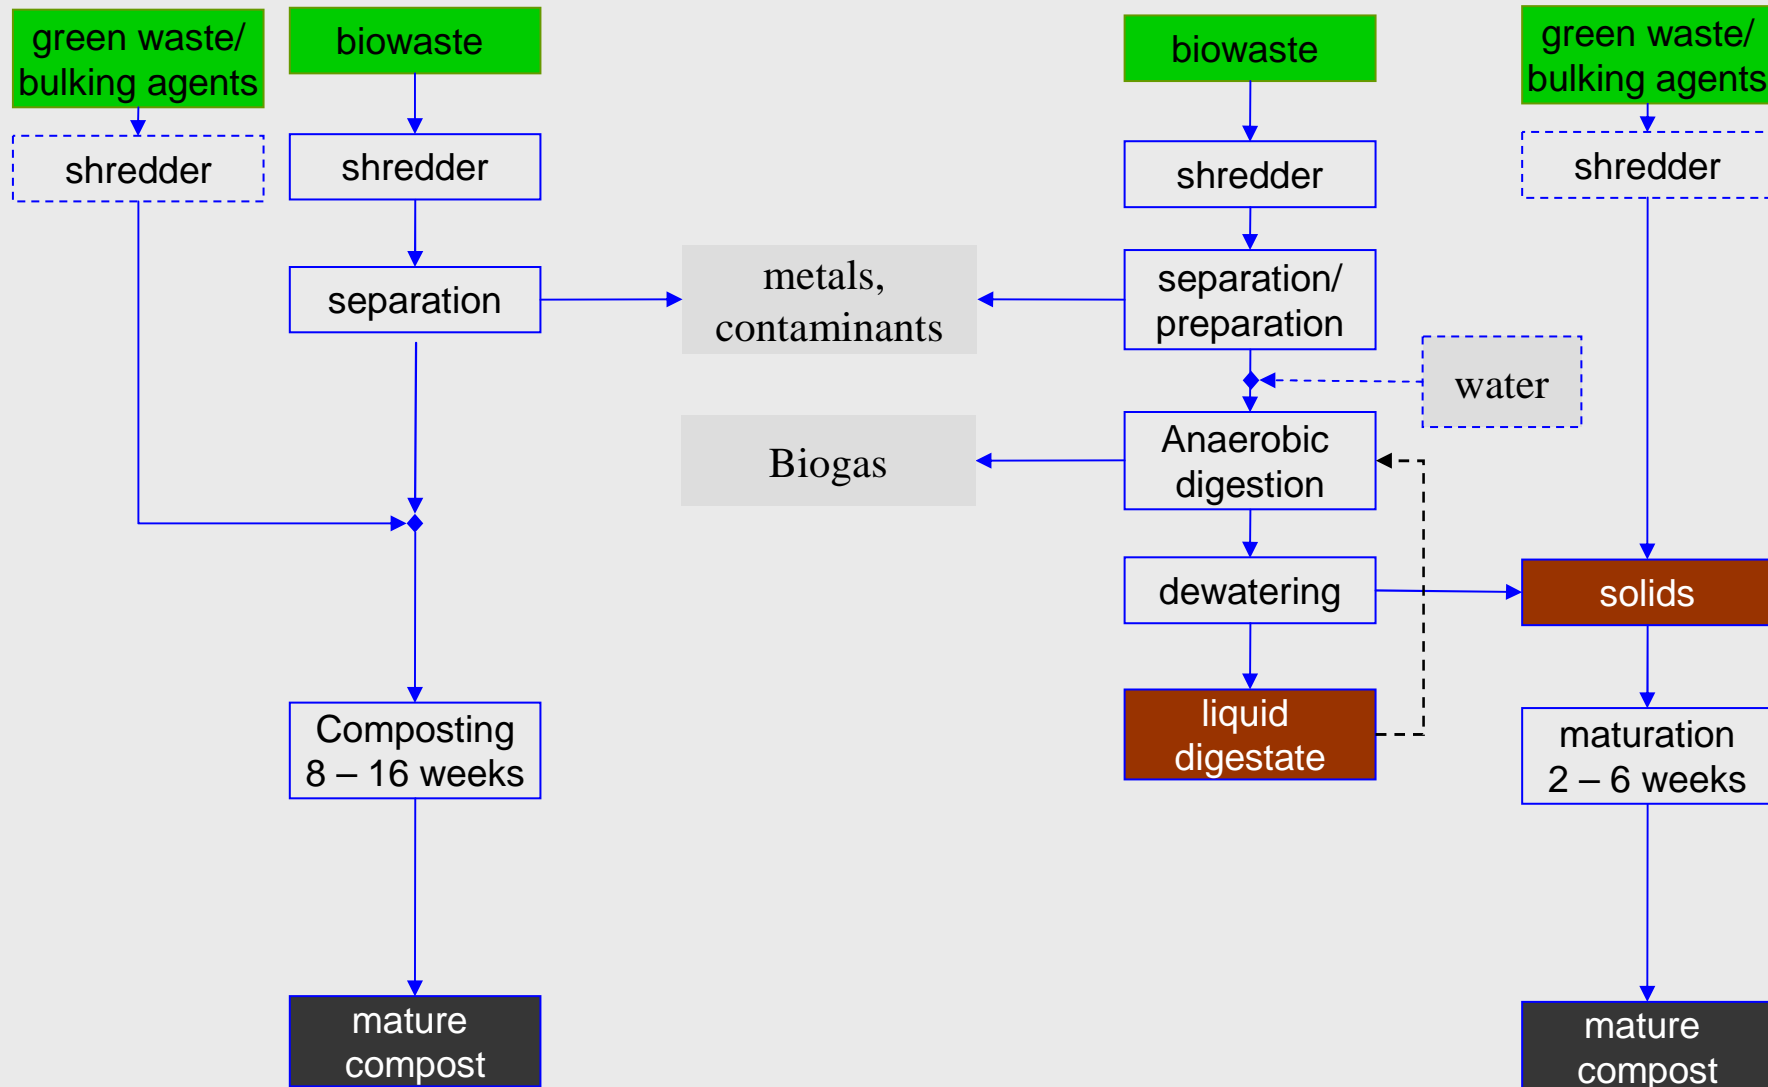 green waste/
bulking agents
biowaste
biowaste
green waste/
bulking agents
shredder
shredder
shredder
shredder
separation
metals,
contaminants
separation/
preparation
water
Biogas
Anaerobic
digestion
dewatering
solids
liquid
digestate
Composting
8 – 16 weeks
maturation
2 – 6 weeks
mature
compost
mature
compost